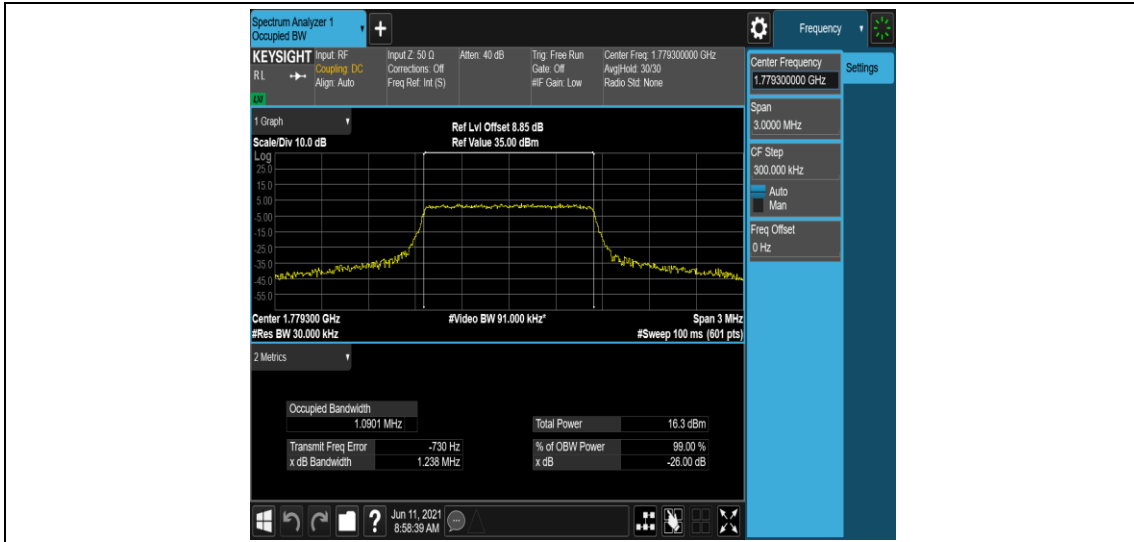 Spectrum Analyzer 1
Occupied BW
+
Frequency
KEYSIGHT Input: RF Input Z: 50 Ω Atten: 40 dB Trig: Free Run Center Freq: 1.779300000 GHz
RL Coupling: DC Corrections: Off Gate: Off Avg|Hold: 30/30
Align: Auto Freq Ref: Int (S) #IF Gain: Low Radio Std: None
LXI
Center Frequency
1.779300000 GHz
Settings
Span
3.0000 MHz
CF Step
300.000 kHz
Auto
Man
Freq Offset
0 Hz
1 Graph
Ref Lvl Offset 8.85 dB
Scale/Div 10.0 dB Ref Value 35.00 dBm
Log
25.0
15.0
5.00
-5.00
-15.0
-25.0
-35.0
-45.0
-55.0
Center 1.779300 GHz #Video BW 91.000 kHz* Span 3 MHz
#Res BW 30.000 kHz #Sweep 100 ms (601 pts)
2 Metrics
Occupied Bandwidth
1.0901 MHz Total Power 16.3 dBm
Transmit Freq Error -730 Hz % of OBW Power 99.00 %
x dB Bandwidth 1.238 MHz x dB -26.00 dB
? Jun 11, 2021
8:58:39 AM